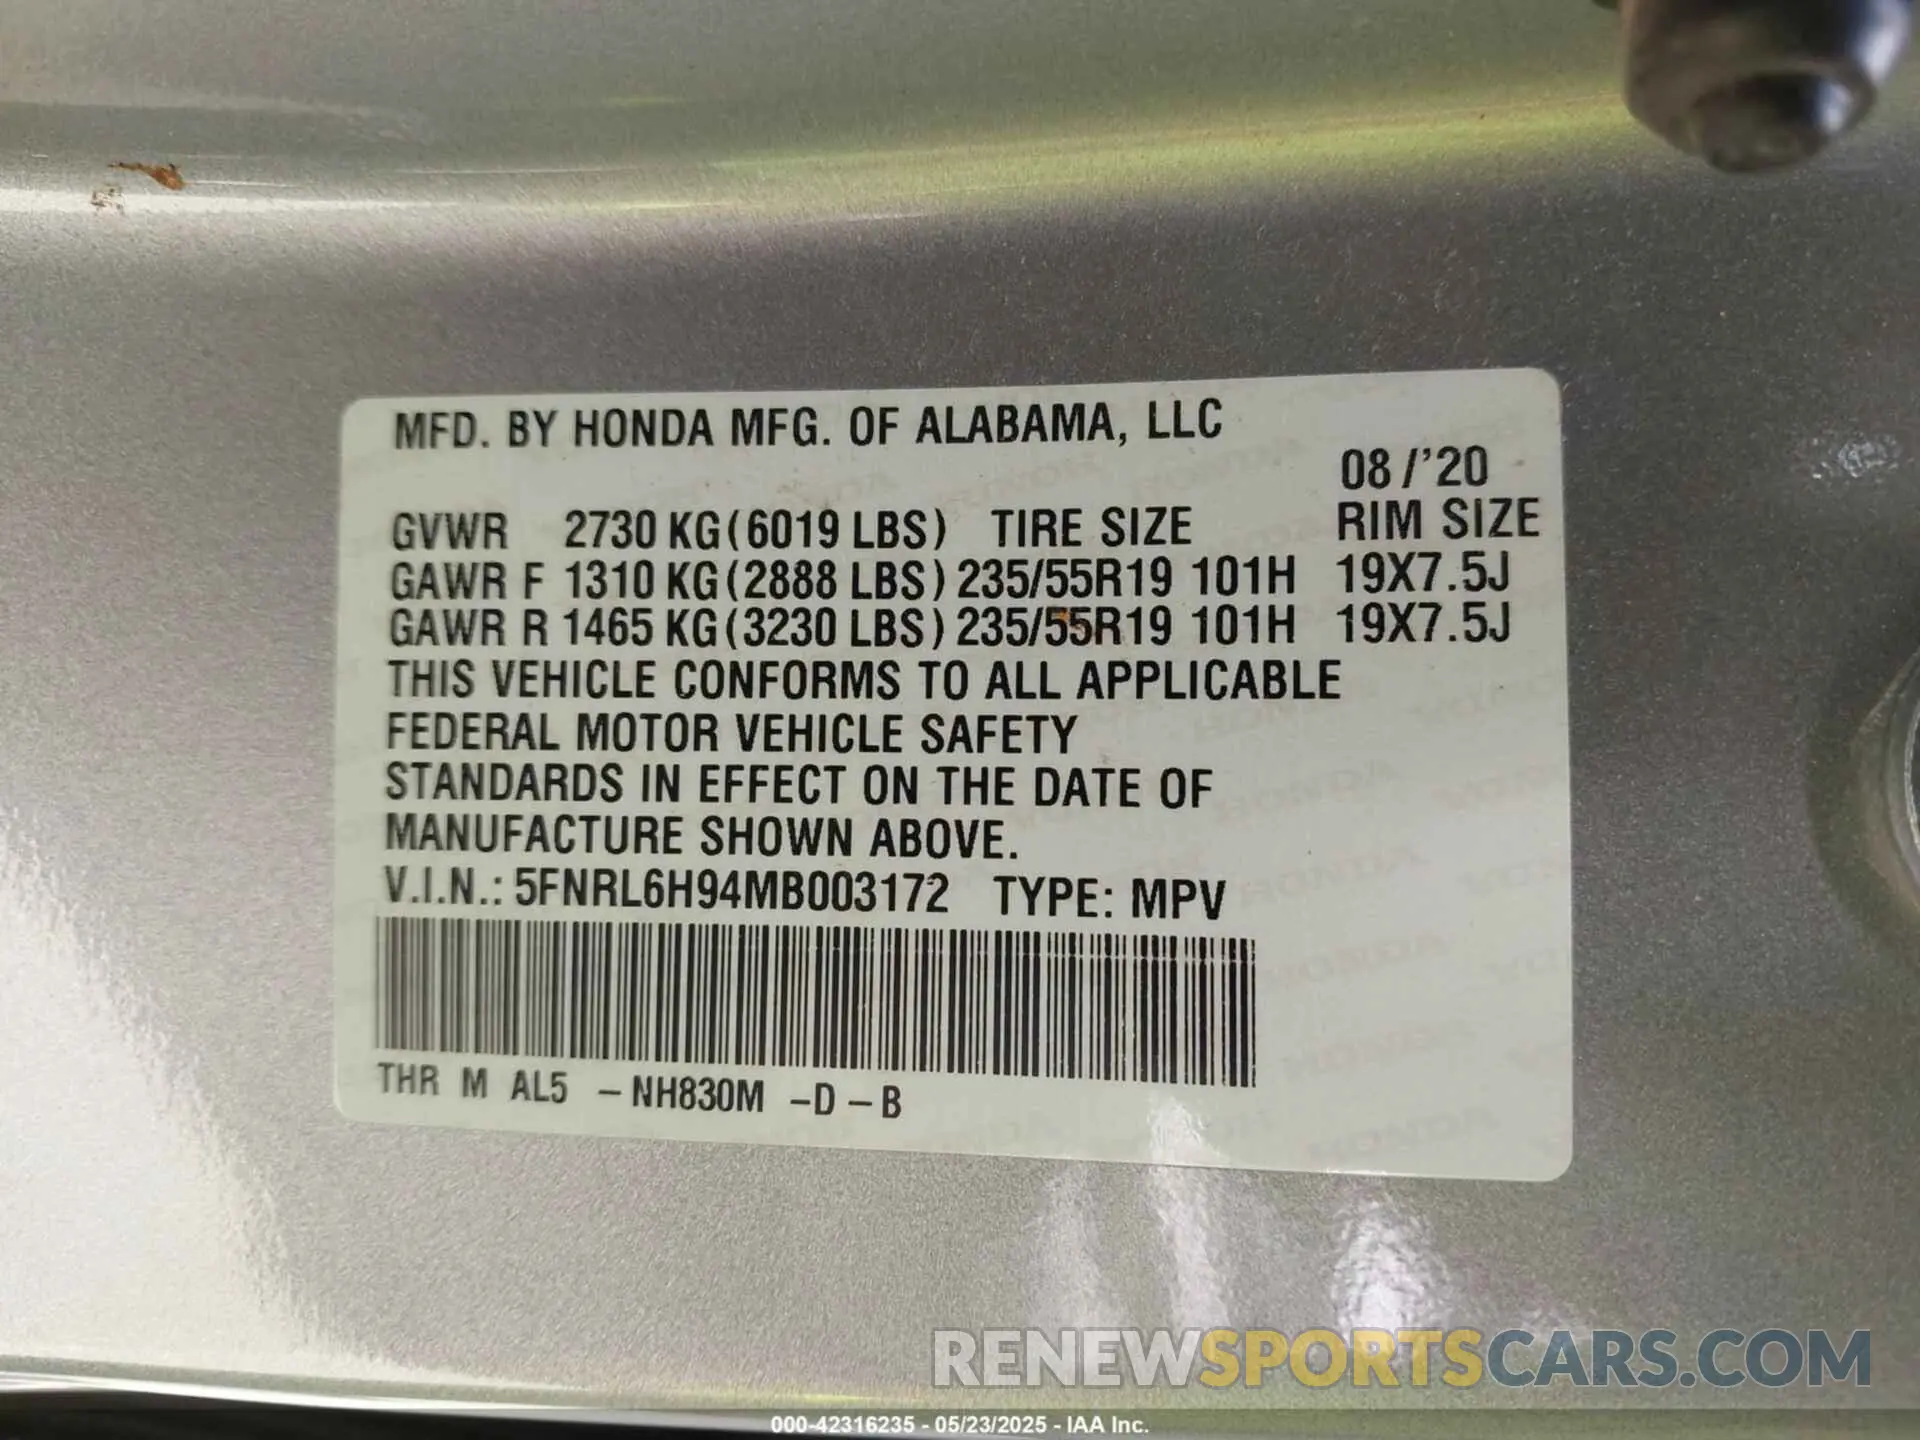 MFD. BY HONDA MFG. OF ALABAMA, LLC
08/'20
GVWR 2730 KG (6019 LBS) TIRE SIZE RIM SIZE
GAWR F 1310 KG (2888 LBS) 235/55R19 101H 19X7.5J
GAWR R 1465 KG (3230 LBS) 235/55R19 101H 19X7.5J
THIS VEHICLE CONFORMS TO ALL APPLICABLE
FEDERAL MOTOR VEHICLE SAFETY
STANDARDS IN EFFECT ON THE DATE OF
MANUFACTURE SHOWN ABOVE.
V.I.N.: 5FNRL6H94MB003172 TYPE: MPV
THR M AL5 -NH830M -D-B
RENEWSPORTSCARS.COM
000-42316235 - 05/23/2025 - IAA Inc.